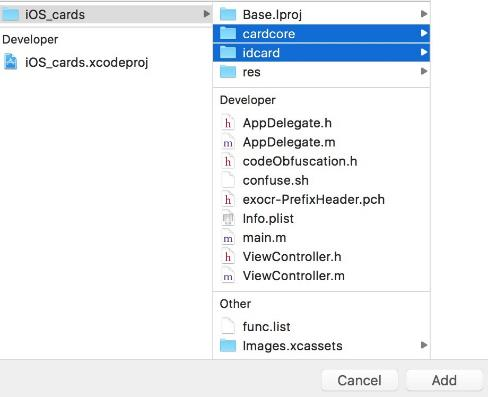 iOS_cards
Developer
iOS_cards.xcodeproj
Base.lproj
cardcore
idcard
res
Developer
AppDelegate.h
AppDelegate.m
codeObfuscation.h
confuse.sh
exocr-PrefixHeader.pch
Info.plist
main.m
ViewController.h
ViewController.m
Other
func.list
Images.xcassets
Cancel
Add